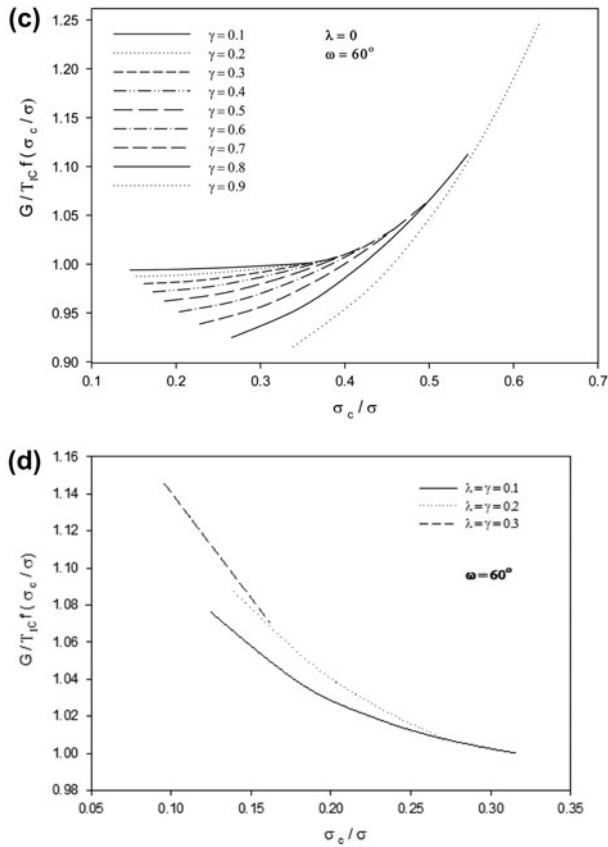 (c)
1.25
1.20
1.15
1.10
1.05
1.00
0.95
0.90
G / T_IC f ( σ_c / σ )
γ = 0.1
γ = 0.2
γ = 0.3
γ = 0.4
γ = 0.5
γ = 0.6
γ = 0.7
γ = 0.8
γ = 0.9
λ = 0
ω = 60°
0.1 0.2 0.3 0.4 0.5 0.6 0.7
σ_c / σ
(d)
1.16
1.14
1.12
1.10
1.08
1.06
1.04
1.02
1.00
0.98
G / T_IC f ( σ_c / σ )
λ = γ = 0.1
λ = γ = 0.2
λ = γ = 0.3
ω = 60°
0.05 0.10 0.15 0.20 0.25 0.30 0.35
σ_c / σ